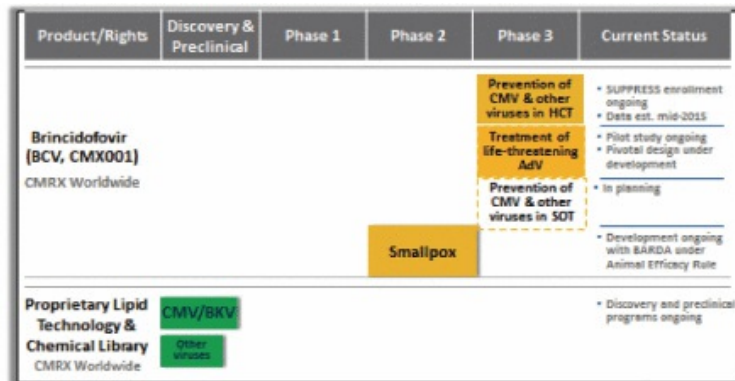 Product/Rights
Discovery &
Preclinical
Phase 1
Phase 2
Phase 3
Current Status
Brincidofovir
(BCV, CMX001)
CMRX Worldwide
Prevention of
CMV & other
viruses in HCT
• SUPPRESS enrollment
ongoing
• Data est. mid-2015
Treatment of
life-threatening
AdV
• Pilot study ongoing
• Pivotal design under
development
Prevention of
CMV & other
viruses in SOT
• In planning
Smallpox
• Development ongoing
with BARDA under
Animal Efficacy Rule
Proprietary Lipid
Technology &
Chemical Library
CMRX Worldwide
CMV/BKV
Other
viruses
• Discovery and preclinical
programs ongoing